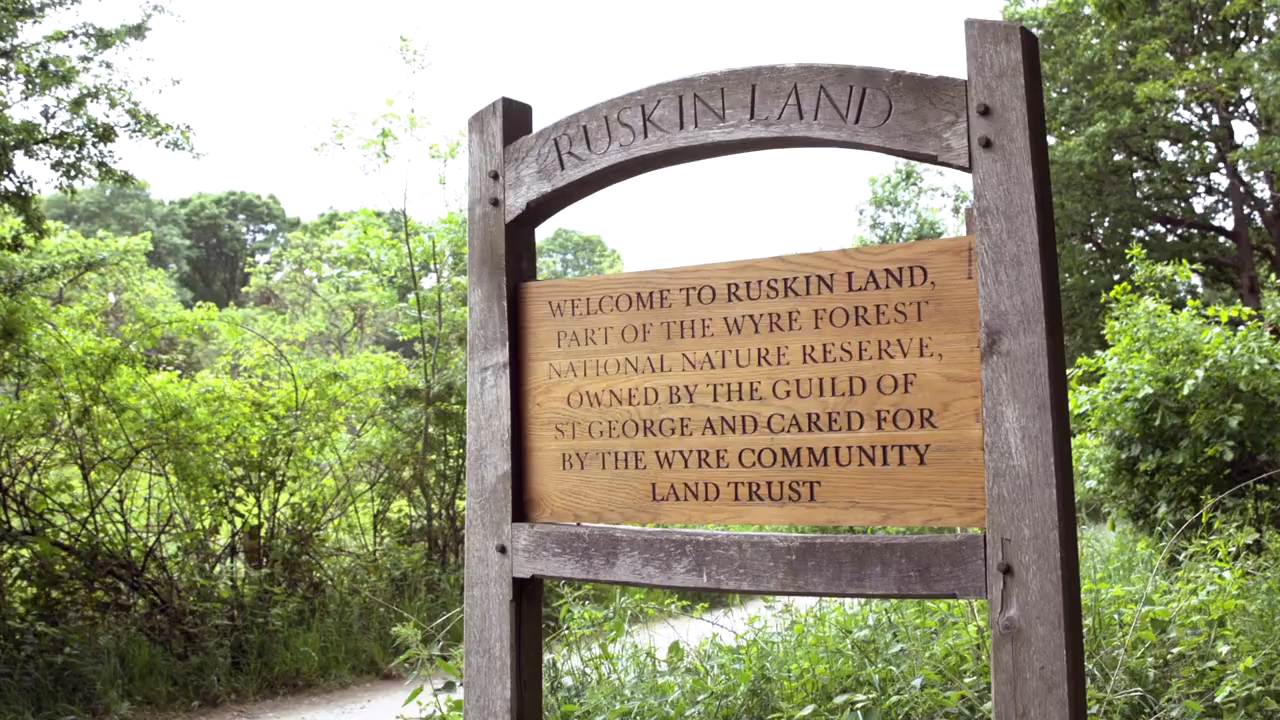 RUSKIN LAND
WELCOME TO RUSKIN LAND,
PART OF THE WYRE FOREST
NATIONAL NATURE RESERVE,
OWNED BY THE GUILD OF
ST GEORGE AND CARED FOR
BY THE WYRE COMMUNITY
LAND TRUST